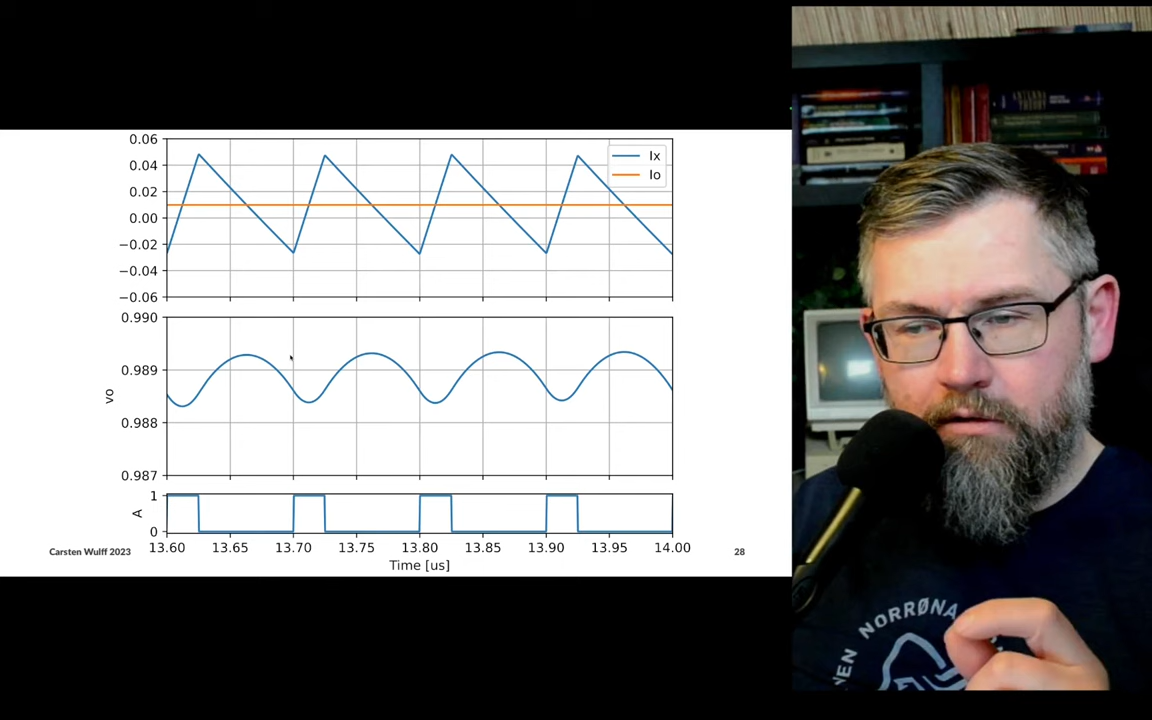 0.06
0.04
0.02
0.00
−0.02
−0.04
−0.06
Ix
Io
0.990
0.989
0.988
0.987
vo
1
0
A
13.60 13.65 13.70 13.75 13.80 13.85 13.90 13.95 14.00
Time [us]
Carsten Wulff 2023
28
NORRØNA